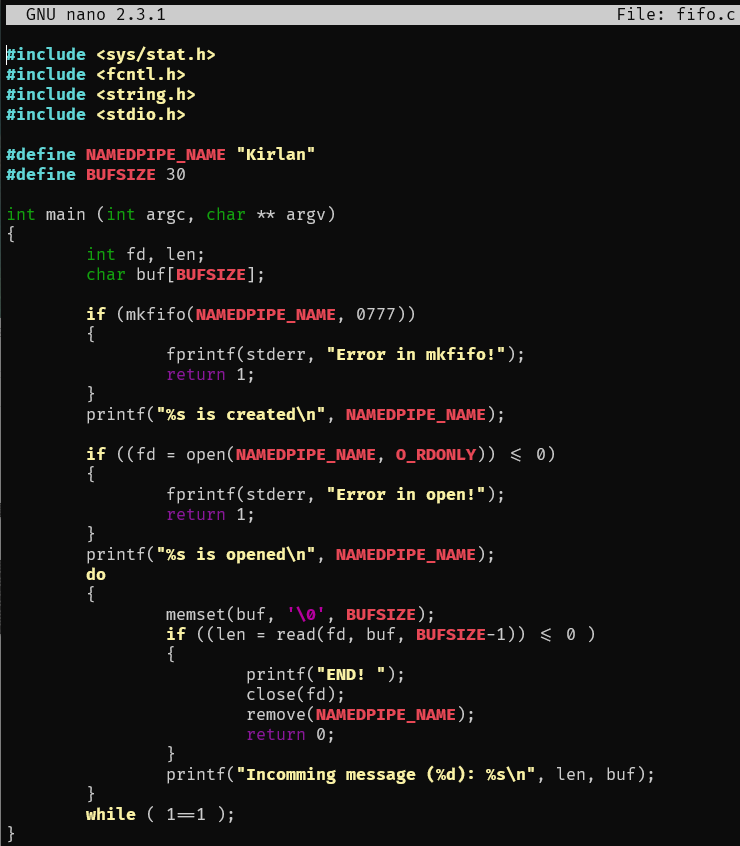 GNU nano 2.3.1 File: fifo.c
#include <sys/stat.h>
#include <fcntl.h>
#include <string.h>
#include <stdio.h>
#define NAMEDPIPE_NAME "Kirlan"
#define BUFSIZE 30
int main (int argc, char ** argv)
{
int fd, len;
char buf[BUFSIZE];
if (mkfifo(NAMEDPIPE_NAME, 0777))
{
fprintf(stderr, "Error in mkfifo!");
return 1;
}
printf("%s is created\n", NAMEDPIPE_NAME);
if ((fd = open(NAMEDPIPE_NAME, O_RDONLY)) <= 0)
{
fprintf(stderr, "Error in open!");
return 1;
}
printf("%s is opened\n", NAMEDPIPE_NAME);
do
{
memset(buf, '\0', BUFSIZE);
if ((len = read(fd, buf, BUFSIZE-1)) <= 0 )
{
printf("END! ");
close(fd);
remove(NAMEDPIPE_NAME);
return 0;
}
printf("Incomming message (%d): %s\n", len, buf);
}
while ( 1==1 );
}